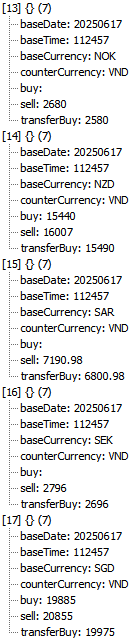 [13] {} (7)
baseDate: 20250617
baseTime: 112457
baseCurrency: NOK
counterCurrency: VND
buy:
sell: 2680
transferBuy: 2580
[14] {} (7)
baseDate: 20250617
baseTime: 112457
baseCurrency: NZD
counterCurrency: VND
buy: 15440
sell: 16007
transferBuy: 15490
[15] {} (7)
baseDate: 20250617
baseTime: 112457
baseCurrency: SAR
counterCurrency: VND
buy:
sell: 7190.98
transferBuy: 6800.98
[16] {} (7)
baseDate: 20250617
baseTime: 112457
baseCurrency: SEK
counterCurrency: VND
buy:
sell: 2796
transferBuy: 2696
[17] {} (7)
baseDate: 20250617
baseTime: 112457
baseCurrency: SGD
counterCurrency: VND
buy: 19885
sell: 20855
transferBuy: 19975